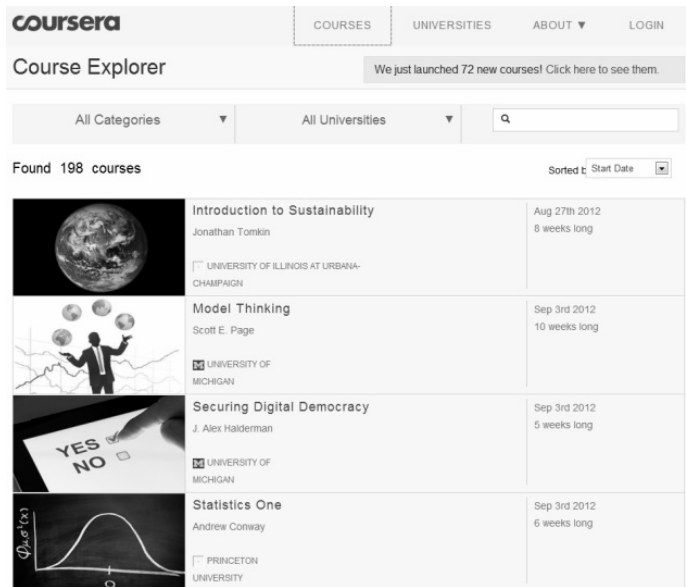 coursera
COURSES
UNIVERSITIES
ABOUT ▼
LOGIN
Course Explorer
We just launched 72 new courses! Click here to see them.
All Categories ▼
All Universities ▼
Found 198 courses
Sorted b
Start Date
Introduction to Sustainability
Jonathan Tomkin
UNIVERSITY OF ILLINOIS AT URBANA-
CHAMPAIGN
Aug 27th 2012
8 weeks long
Model Thinking
Scott E. Page
M UNIVERSITY OF
MICHIGAN
Sep 3rd 2012
10 weeks long
YES
NO
Securing Digital Democracy
J. Alex Halderman
M UNIVERSITY OF
MICHIGAN
Sep 3rd 2012
5 weeks long
Φμ,σ²(x)
0
Statistics One
Andrew Conway
PRINCETON
UNIVERSITY
Sep 3rd 2012
6 weeks long